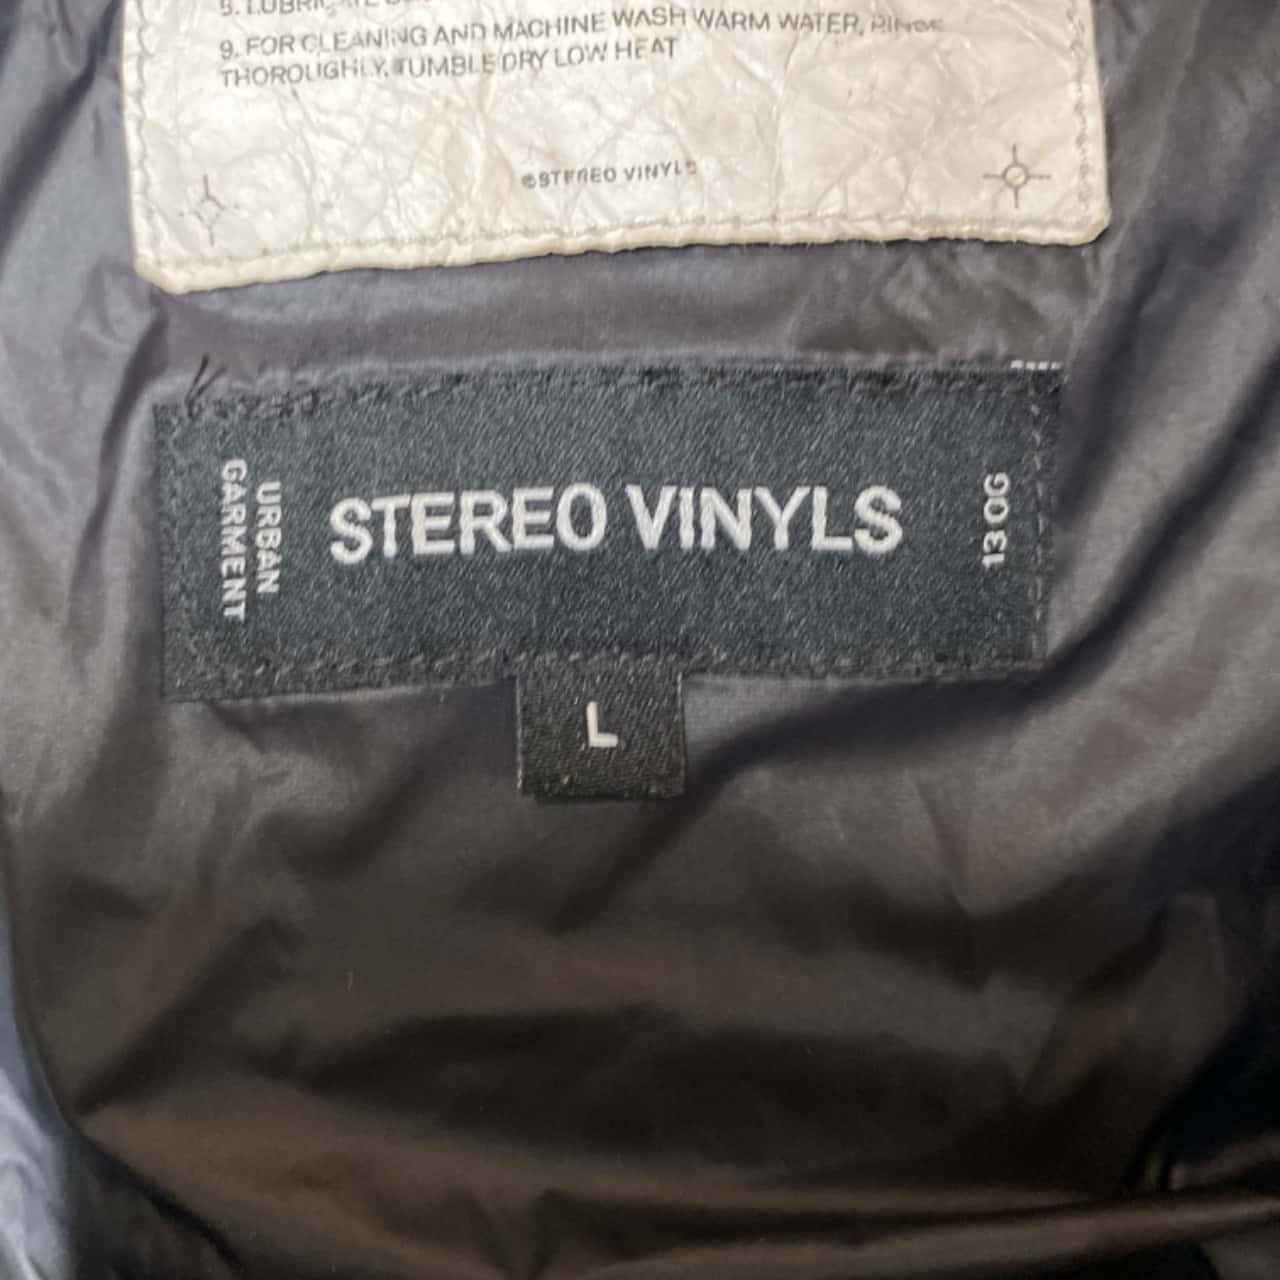 9. FOR CLEANING AND MACHINE WASH WARM WATER, RINSE
THOROUGHLY. TUMBLE DRY LOW HEAT
©STEREO VINYLS
URBAN
GARMENT
STEREO VINYLS
13 OG
L